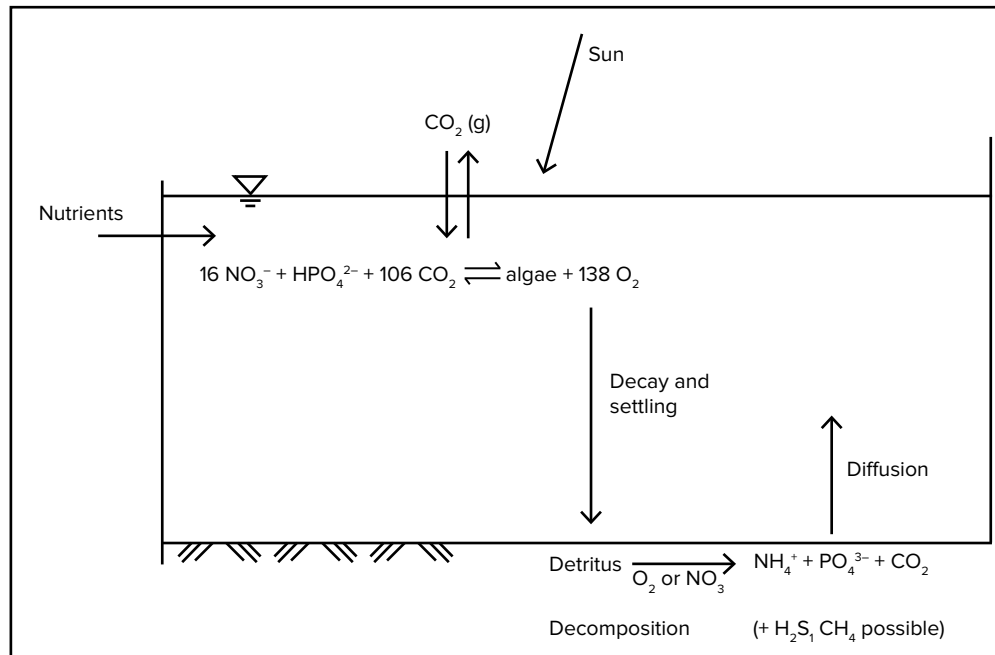 Sun
CO₂ (g)
Nutrients
16 NO₃⁻ + HPO₄²⁻ + 106 CO₂ ⇌ algae + 138 O₂
Decay and
settling
Diffusion
Detritus
O₂ or NO₃
NH₄⁺ + PO₄³⁻ + CO₂
Decomposition
(+ H₂S₁ CH₄ possible)